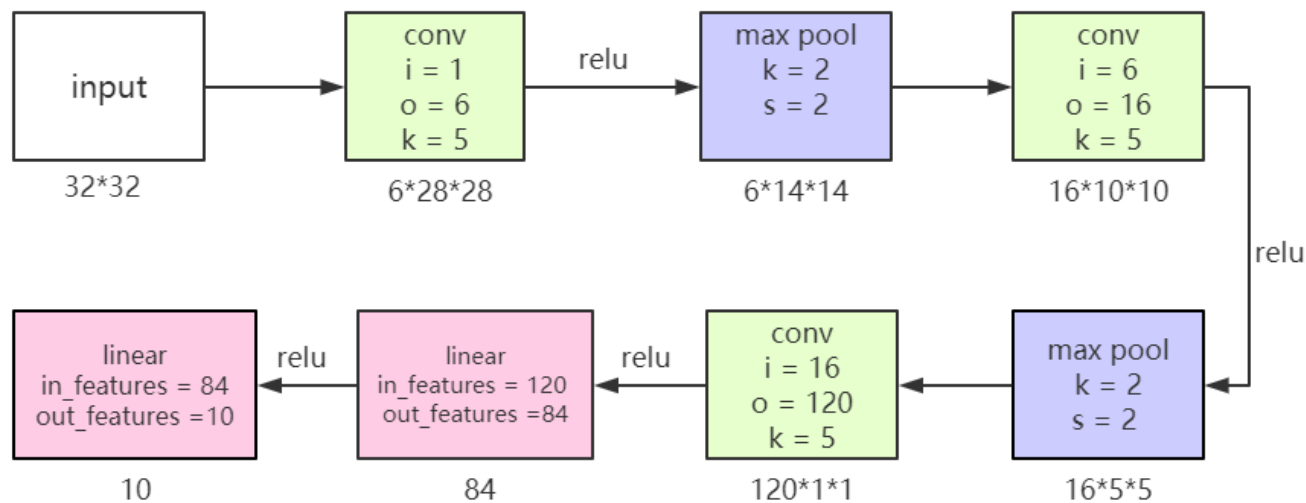 input
32*32
conv
i = 1
o = 6
k = 5
6*28*28
relu
max pool
k = 2
s = 2
6*14*14
conv
i = 6
o = 16
k = 5
16*10*10
relu
max pool
k = 2
s = 2
16*5*5
conv
i = 16
o = 120
k = 5
120*1*1
relu
linear
in_features = 120
out_features =84
84
relu
linear
in_features = 84
out_features =10
10